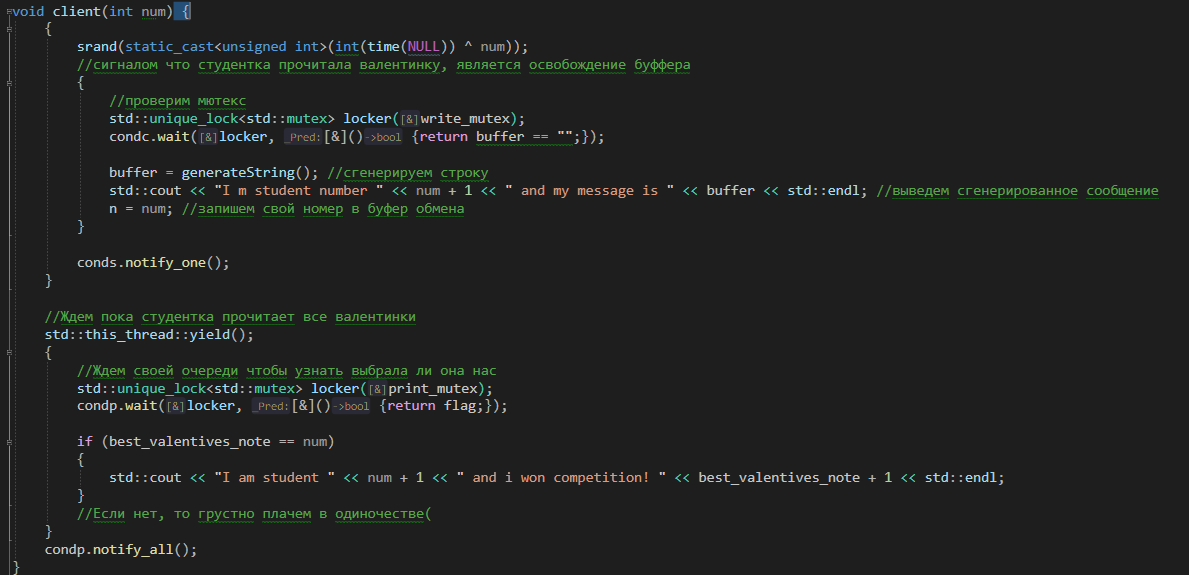 void client(int num) {
{
srand(static_cast<unsigned int>(int(time(NULL)) ^ num));
//сигналом что студентка прочитала валентинку, является освобождение буффера
{
//проверим мютекс
std::unique_lock<std::mutex> locker([&]write_mutex);
condc.wait([&]locker, _Pred:[&]()->bool {return buffer == "";});
buffer = generateString(); //сгенерируем строку
std::cout << "I m student number " << num + 1 << " and my message is " << buffer << std::endl; //выведем сгенерированное сообщение
n = num; //запишем свой номер в буфер обмена
}
conds.notify_one();
}
//Ждем пока студентка прочитает все валентинки
std::this_thread::yield();
{
//Ждем своей очереди чтобы узнать выбрала ли она нас
std::unique_lock<std::mutex> locker([&]print_mutex);
condp.wait([&]locker, _Pred:[&]()->bool {return flag;});
if (best_valentives_note == num)
{
std::cout << "I am student " << num + 1 << " and i won competition! " << best_valentives_note + 1 << std::endl;
}
//Если нет, то грустно плачем в одиночестве(
}
condp.notify_all();
}